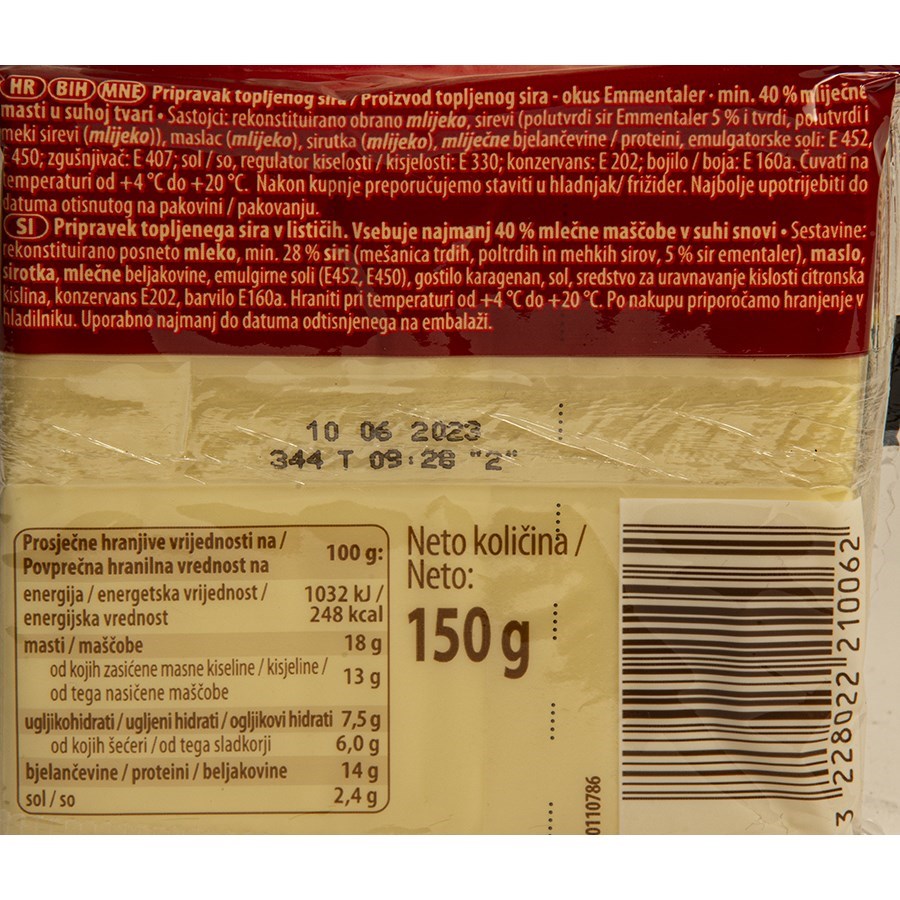 HR BIH MNE Pripravak topljenog sira / Proizvod topljenog sira - okus Emmentaler · min. 40 % mliječne
masti u suhoj tvari • Sastojci: rekonstituirano obrano mlijeko, sirevi (polutvrdi sir Emmentaler 5 % i tvrdi, polutvrdi i
meki sirevi (mlijeko)), maslac (mlijeko), sirutka (mlijeko), mliječne bjelančevine / proteini, emulgatorske soli: E 452,
E 450; zgušnjivač: E 407; sol / so, regulator kiselosti / kisjelosti: E 330; konzervans: E 202; bojilo / boja: E 160a. Čuvati na
temperaturi od +4 °C do +20 °C. Nakon kupnje preporučujemo staviti u hladnjak/ frižider. Najbolje upotrijebiti do
datuma otisnutog na pakovini / pakovanju.
SI Pripravek topljenega sira v lističih. Vsebuje najmanj 40 % mlečne maščobe v suhi snovi • Sestavine:
rekonstituirano posneto mleko, min. 28 % siri (mešanica trdih, poltrdih in mehkih sirov, 5 % sir ementaler), maslo,
sirotka, mlečne beljakovine, emulgirne soli (E452, E450), gostilo karagenan, sol, sredstvo za uravnavanje kislosti citronska
kislina, konzervans E202, barvilo E160a. Hraniti pri temperaturi od +4 °C do +20 °C. Po nakupu priporočamo hranjenje v
hladilniku. Uporabno najmanj do datuma odtisnjenega na embalaži.
10 06 2023
344 T 09:28 "2"
Prosječne hranjive vrijednosti na /
Povprečna hranilna vrednost na 100 g:
energija / energetska vrijednost / 1032 kJ /
energijska vrednost 248 kcal
masti / maščobe 18 g
od kojih zasićene masne kiseline / kisjeline /
od tega nasičene maščobe 13 g
ugljikohidrati / ugljeni hidrati / ogljikovi hidrati 7,5 g
od kojih šećeri / od tega sladkorji 6,0 g
bjelančevine / proteini / beljakovine 14 g
sol / so 2,4 g
Neto količina /
Neto:
150 g
0110786
3 228022 210062